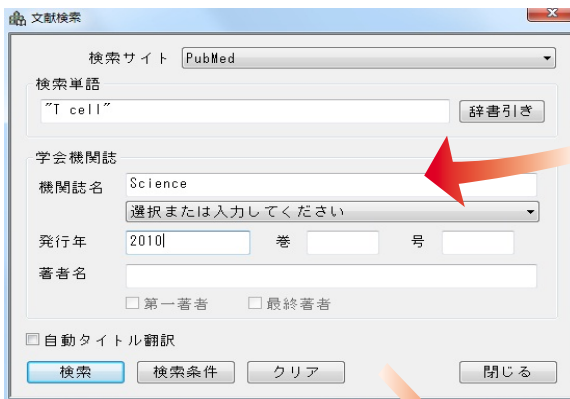 文献検索
検索サイト PubMed
検索単語
"T cell" 辞書引き
学会機関誌
機関誌名 Science
選択または入力してください
発行年 2010 巻 号
著者名
第一著者 最終著者
自動タイトル翻訳
検索 検索条件 クリア 閉じる